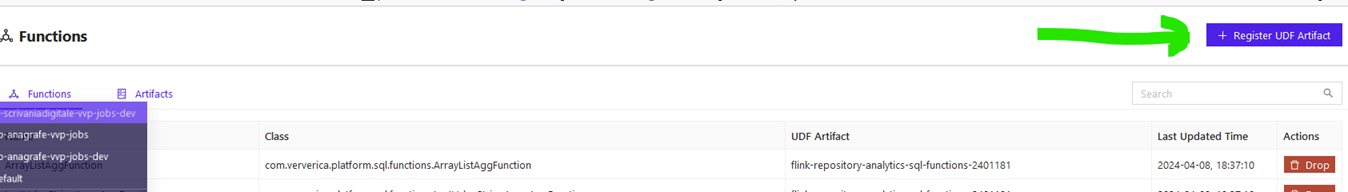 Functions
+ Register UDF Artifact
Functions Artifacts
Search
-scrivaniadigitale-vvp-jobs-dev
o-anagrafe-vvp-jobs
Class UDF Artifact Last Updated Time Actions
o-anagrafe-vvp-jobs-dev
ArrayListAggFunction com.ververica.platform.sql.functions.ArrayListAggFunction flink-repository-analytics-sql-functions-2401181 2024-04-08, 18:37:10 Drop
efault